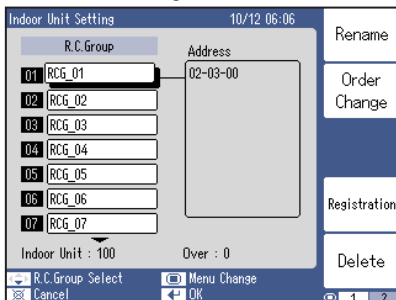 Indoor Unit Setting 10/12 06:06
R.C.Group Address
01 RCG_01 02-03-00
02 RCG_02
03 RCG_03
04 RCG_04
05 RCG_05
06 RCG_06
07 RCG_07
Indoor Unit : 100 Over : 0
R.C.Group Select Menu Change
Cancel OK
Rename
Order
Change
Registration
Delete
1 2